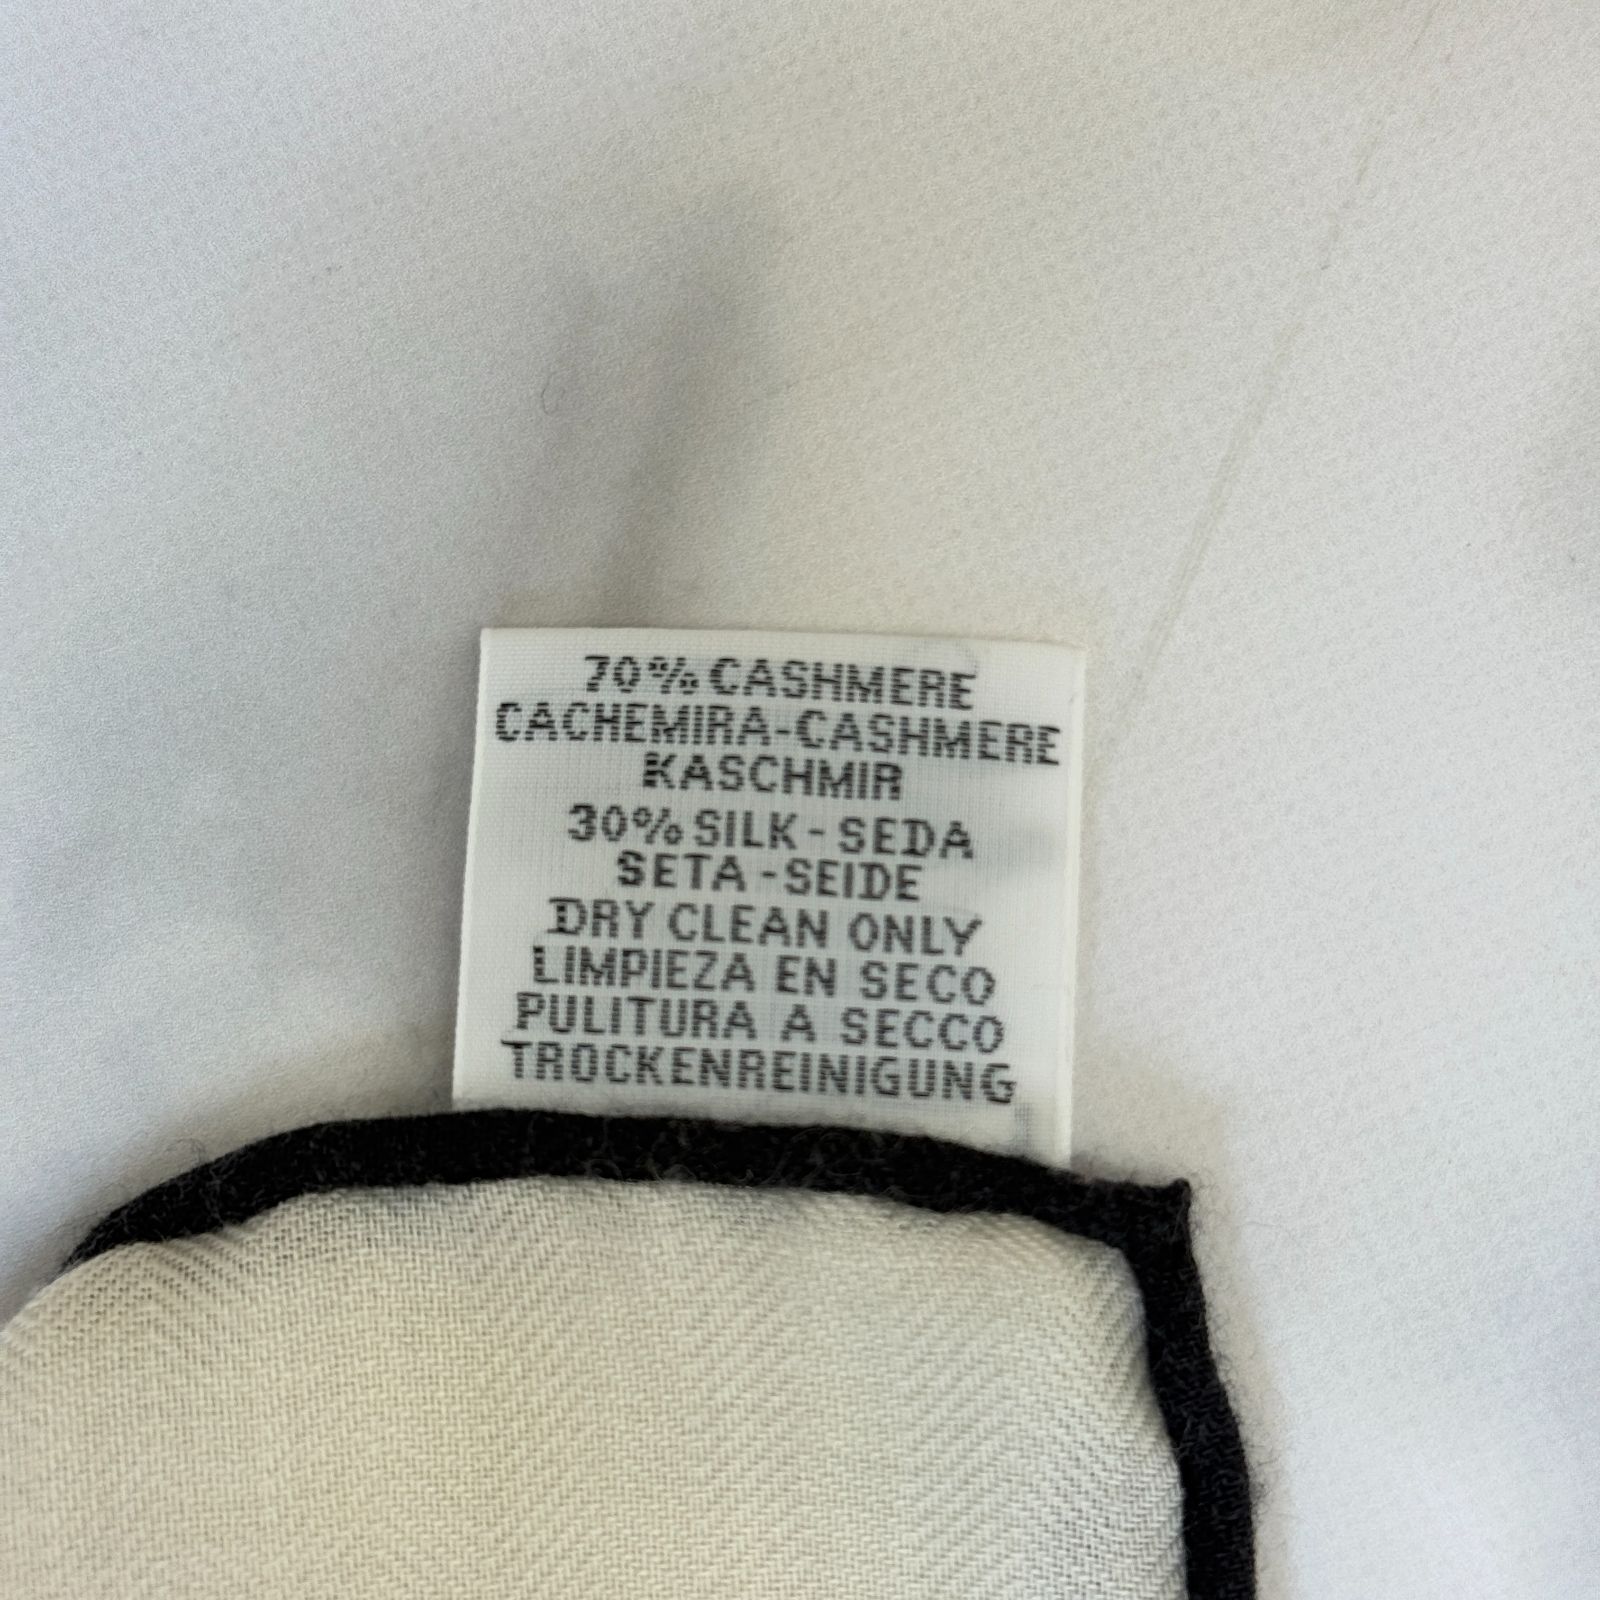 70% CASHMERE
CACHEMIRA-CASHMERE
KASCHMIR
30% SILK-SEDA
SETA-SEIDE
DRY CLEAN ONLY
LIMPIEZA EN SECO
PULITURA A SECCO
TROCKENREINIGUNG